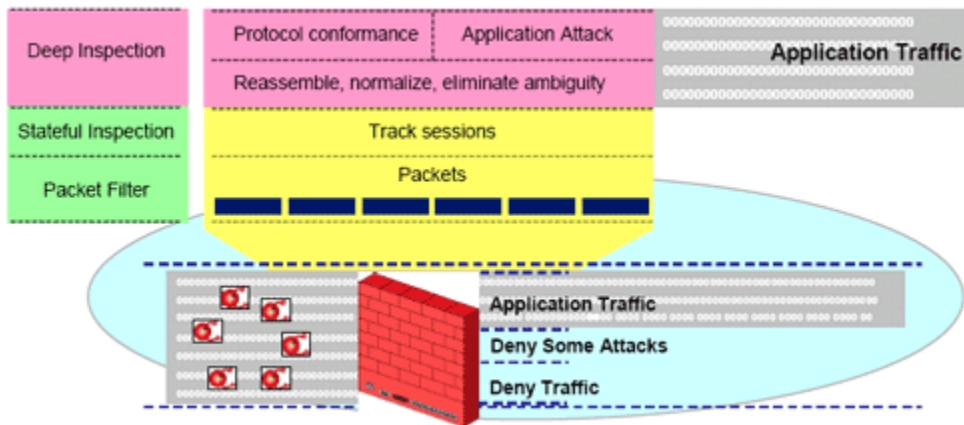 Deep Inspection
Protocol conformance
Application Attack
Application Traffic
Reassemble, normalize, eliminate ambiguity
Stateful Inspection
Track sessions
Packet Filter
Packets
Application Traffic
Deny Some Attacks
Deny Traffic